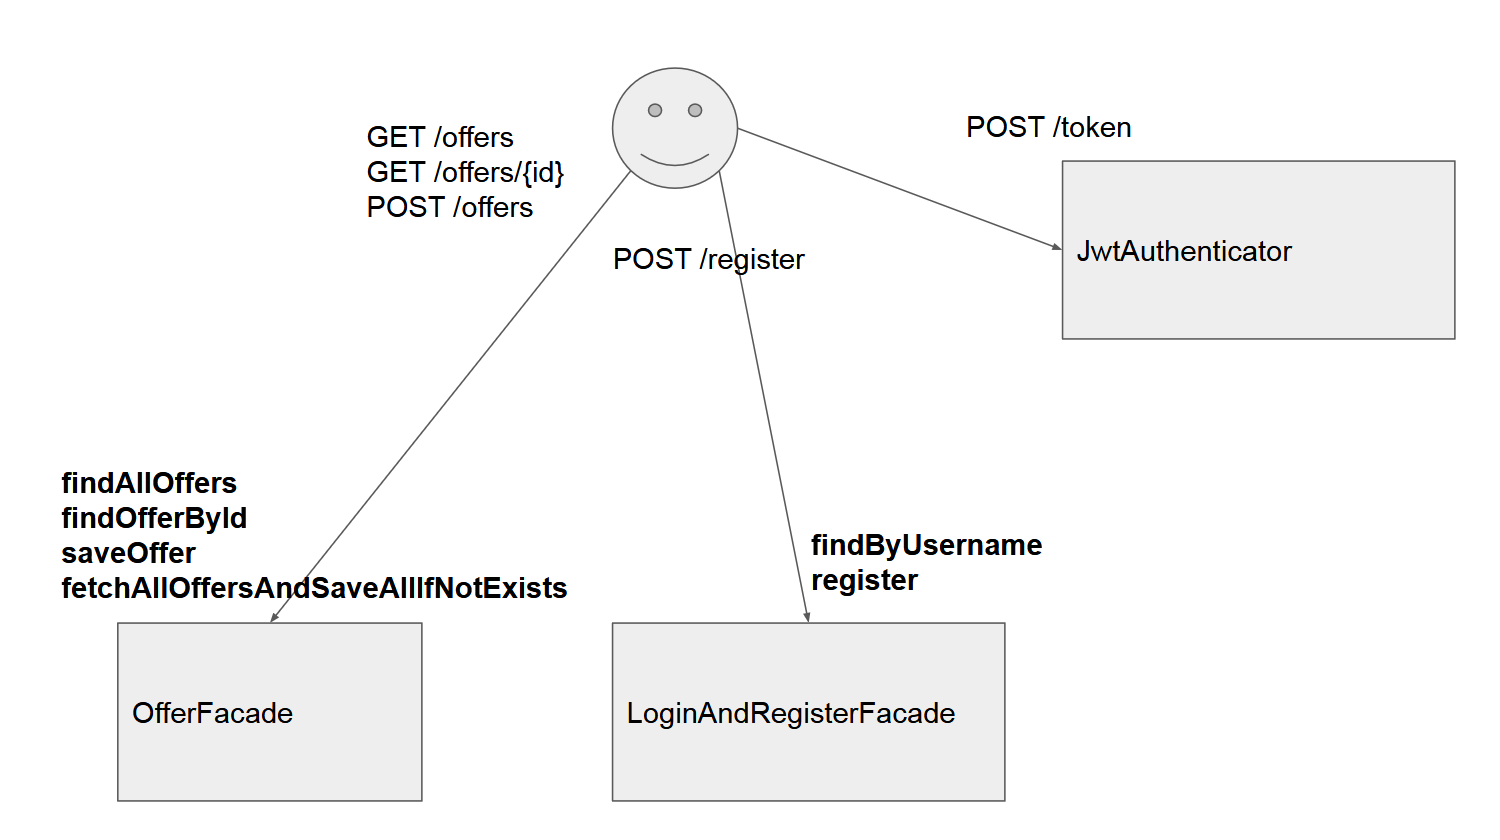 GET /offers
GET /offers/{id}
POST /offers
POST /token
POST /register
JwtAuthenticator
findAllOffers
findOfferById
saveOffer
fetchAllOffersAndSaveAllIfNotExists
findByUsername
register
OfferFacade
LoginAndRegisterFacade